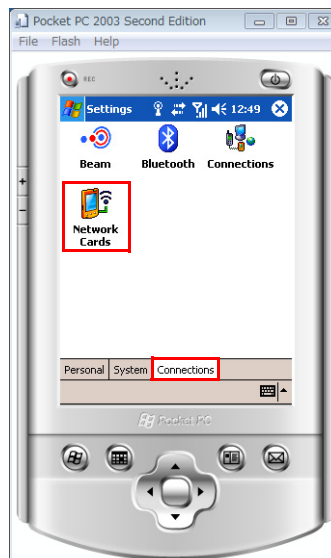 Pocket PC 2003 Second Edition
File Flash Help
REC
Settings 12:49
Beam Bluetooth Connections
Network
Cards
Personal System Connections
Pocket PC